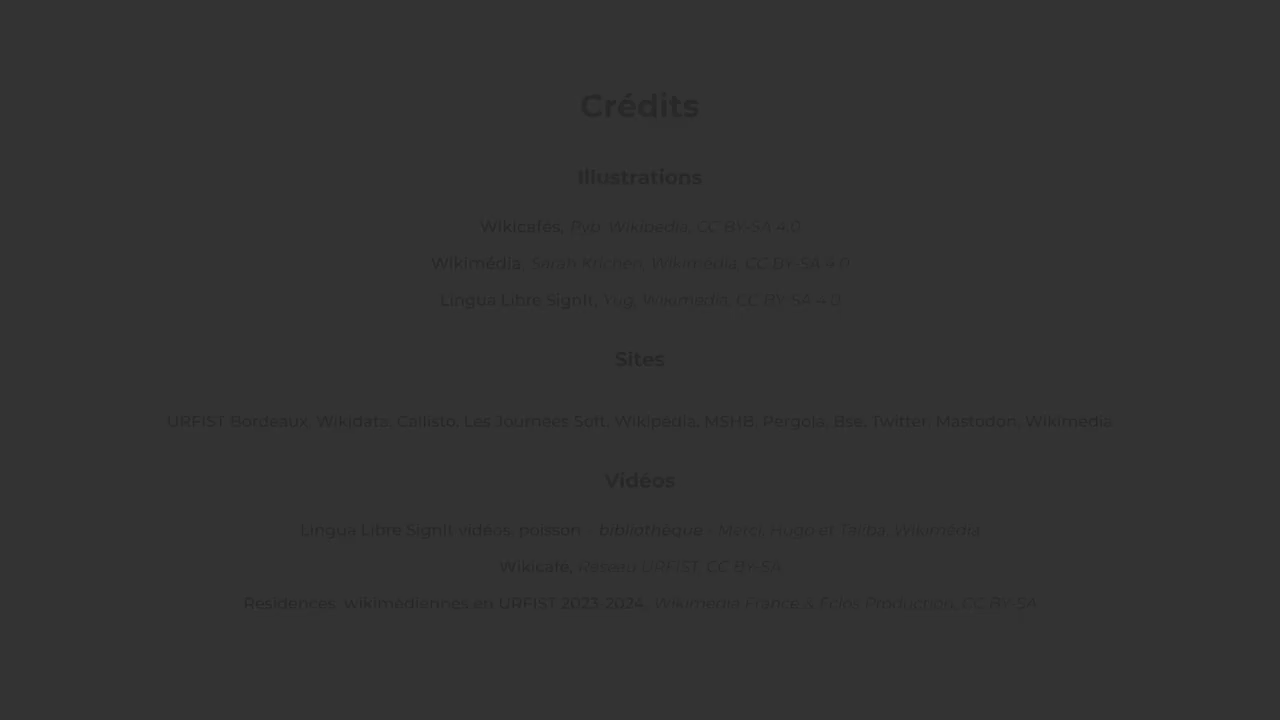 Crédits
Illustrations
Wikicafés, Pyb, Wikipedia, CC BY-SA 4.0
Wikimédia, Sarah Krichen, Wikimedia, CC BY-SA 4.0
Lingua Libre SignIt, Yug, Wikimedia, CC BY-SA 4.0
Sites
URFIST Bordeaux, Wikidata, Callisto, Les Journées Soft, Wikipédia, MSHB, Pergola, Bse, Twitter, Mastodon, Wikimedia
Vidéos
Lingua Libre SignIt vidéas, poisson - bibliothèque - Merci, Hugo et Taliba, Wikimédia
Wikicafé, Réseau URFIST, CC BY-SA
Résidences wikimédiennes en URFIST 2023-2024, Wikimedia France & Eclox Production, CC BY SA